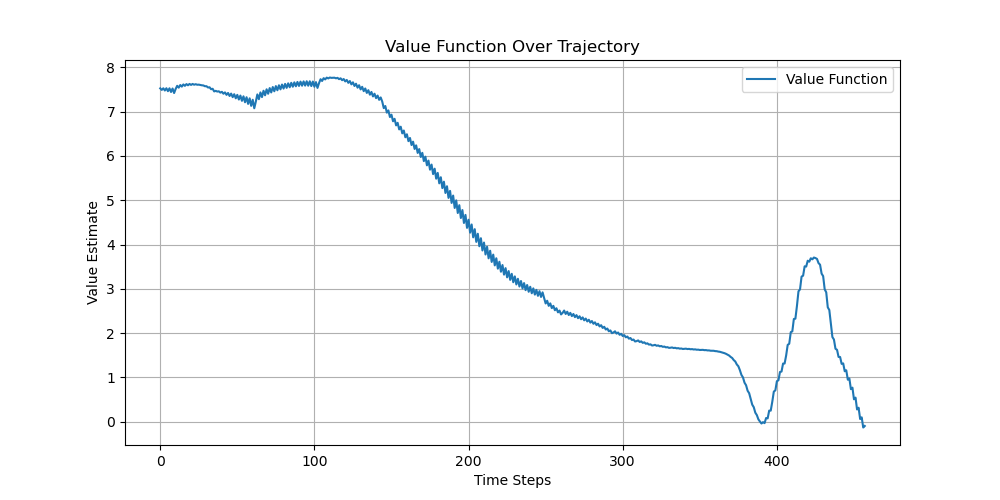 Value Function Over Trajectory
Value Function
8
7
6
5
4
3
2
1
0
Value Estimate
0 100 200 300 400
Time Steps